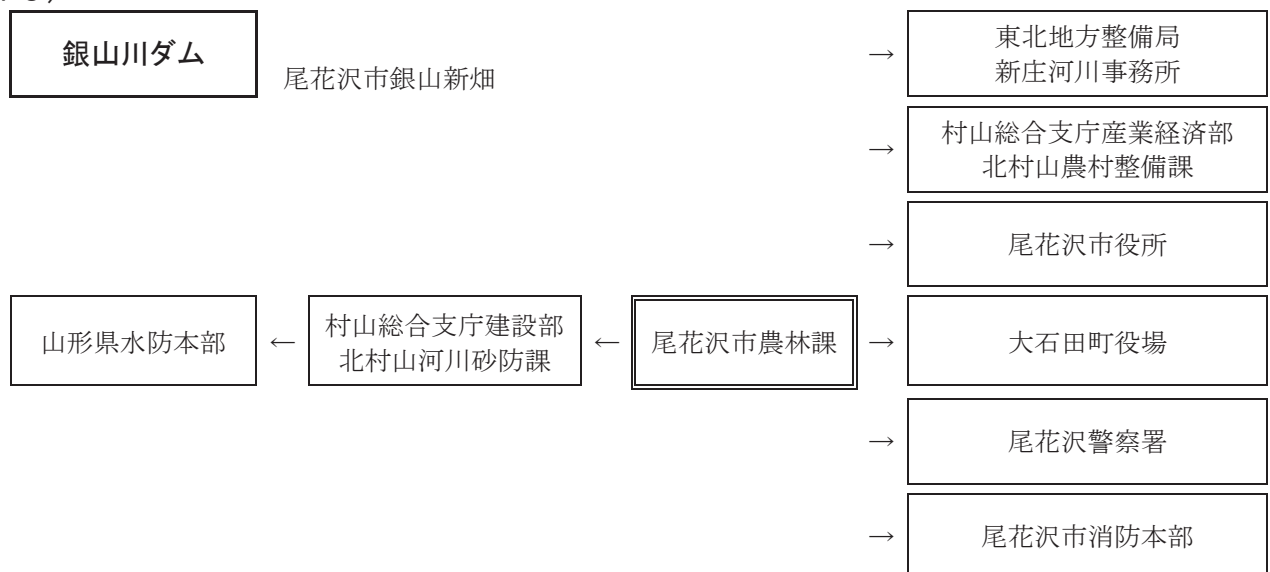 銀山川ダム
尾花沢市銀山新畑
→
東北地方整備局
新庄河川事務所
→
村山総合支庁産業経済部
北村山農村整備課
→
尾花沢市役所
山形県水防本部
←
村山総合支庁建設部
北村山河川砂防課
←
尾花沢市農林課
→
大石田町役場
→
尾花沢警察署
→
尾花沢市消防本部